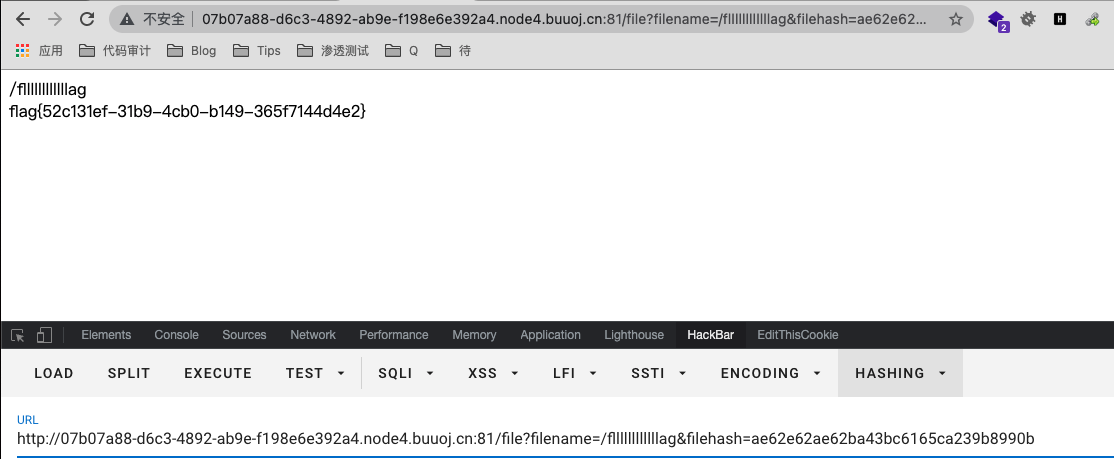 不安全 07b07a88-d6c3-4892-ab9e-f198e6e392a4.node4.buuoj.cn:81/file?filename=/fllllllllllllag&filehash=ae62e62... 2 H
应用 代码审计 Blog Tips 渗透测试 Q 待
/fllllllllllllag
flag{52c131ef-31b9-4cb0-b149-365f7144d4e2}
Elements Console Sources Network Performance Memory Application Lighthouse HackBar EditThisCookie
LOAD SPLIT EXECUTE TEST SQLI XSS LFI SSTI ENCODING HASHING
URL
http://07b07a88-d6c3-4892-ab9e-f198e6e392a4.node4.buuoj.cn:81/file?filename=/fllllllllllllag&filehash=ae62e62ae62ba43bc6165ca239b8990b